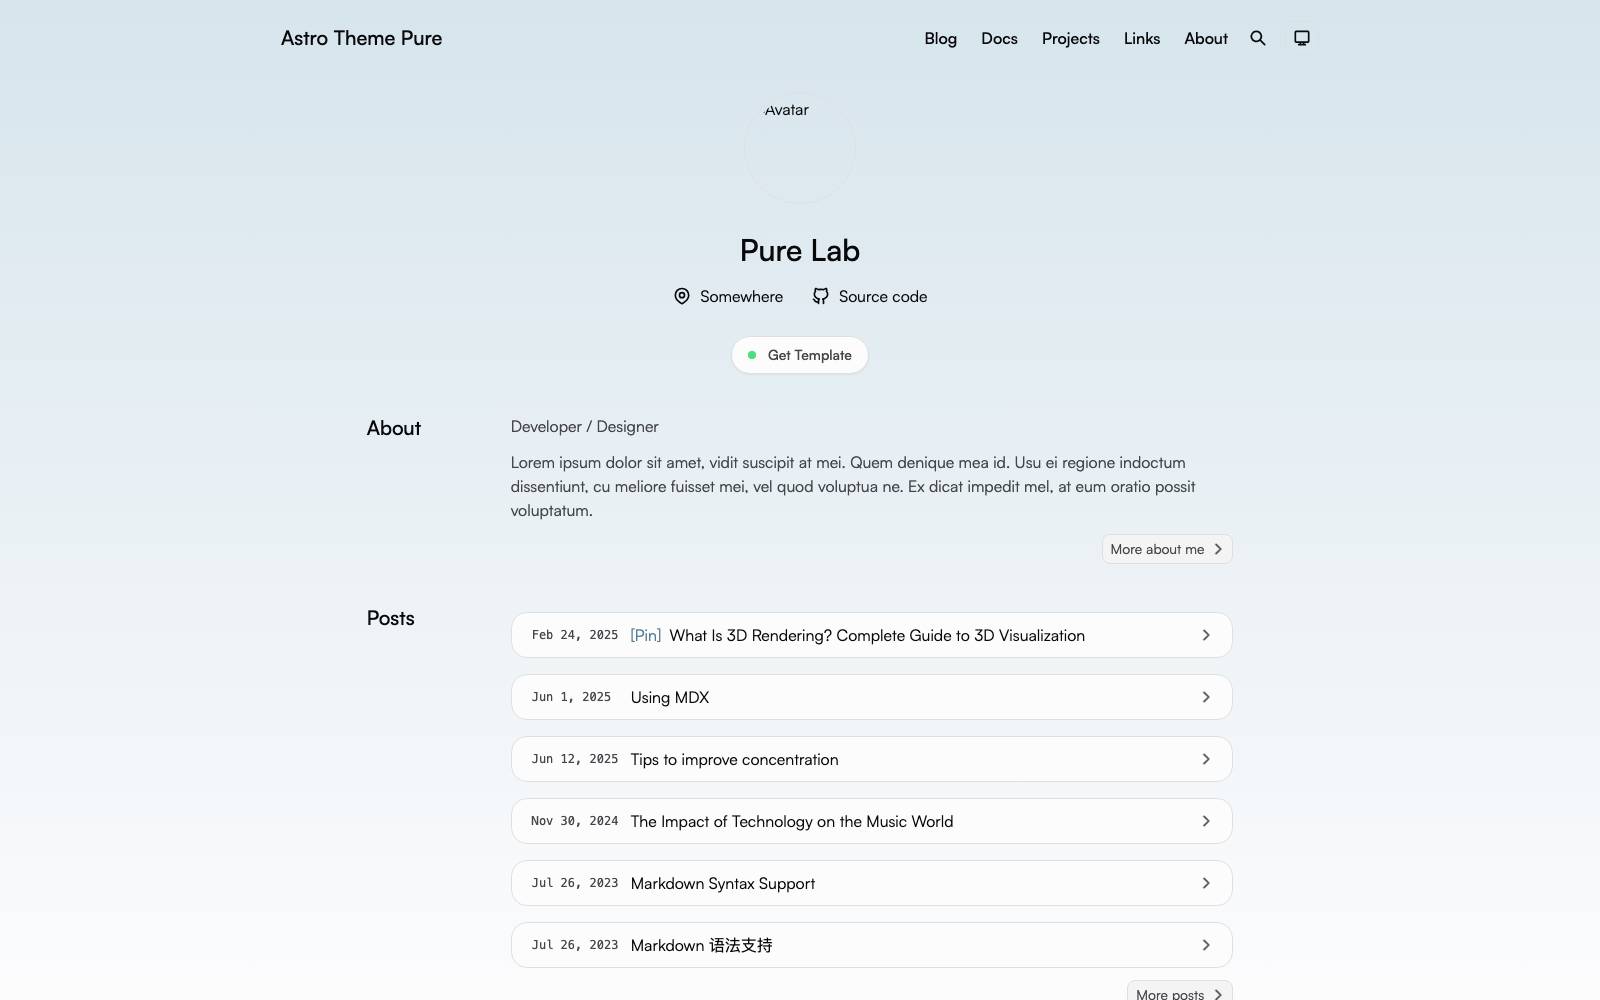 Astro Theme Pure
Blog Docs Projects Links About
Avatar
Pure Lab
Somewhere Source code
Get Template
About
Developer / Designer
Lorem ipsum dolor sit amet, vidit suscipit at mei. Quem denique mea id. Usu ei regione indoctum
dissentiunt, cu meliore fuisset mei, vel quod voluptua ne. Ex dicat impedit mel, at eum oratio possit
voluptatum.
More about me
Posts
Feb 24, 2025 [Pin] What Is 3D Rendering? Complete Guide to 3D Visualization
Jun 1, 2025 Using MDX
Jun 12, 2025 Tips to improve concentration
Nov 30, 2024 The Impact of Technology on the Music World
Jul 26, 2023 Markdown Syntax Support
Jul 26, 2023 Markdown 语法支持
More posts